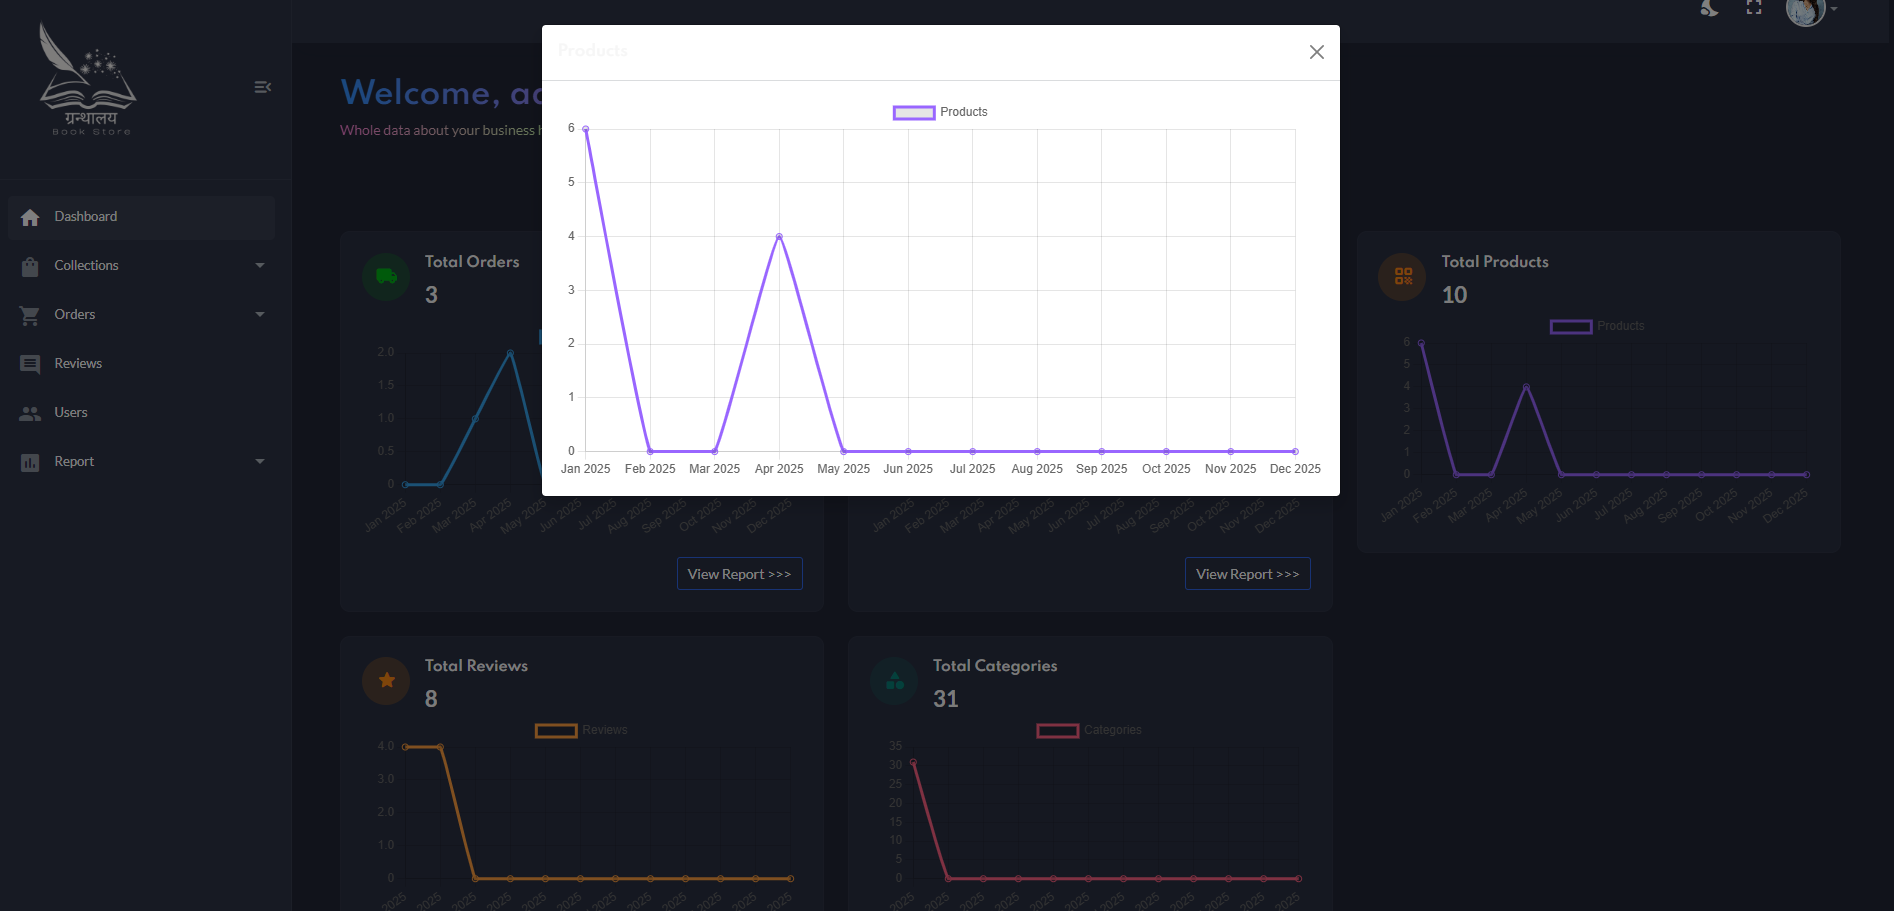 ग्रन्थालय
Book Store
Dashboard
Collections
Orders
Reviews
Users
Report
Welcome, ad
Whole data about your business h
Products
Products
6
5
4
3
2
1
0
Jan 2025 Feb 2025 Mar 2025 Apr 2025 May 2025 Jun 2025 Jul 2025 Aug 2025 Sep 2025 Oct 2025 Nov 2025 Dec 2025
Total Orders
3
2.0
1.5
1.0
0.5
0
Jan 2025 Feb 2025 Mar 2025 Apr 2025 May 2025 Jun 2025 Jul 2025 Aug 2025 Sep 2025 Oct 2025 Nov 2025 Dec 2025
View Report >>>
Jan 2025 Feb 2025 Mar 2025 Apr 2025 May 2025 Jun 2025 Jul 2025 Aug 2025 Sep 2025 Oct 2025 Nov 2025 Dec 2025
View Report >>>
Total Products
10
Products
6
5
4
3
2
1
0
Jan 2025 Feb 2025 Mar 2025 Apr 2025 May 2025 Jun 2025 Jul 2025 Aug 2025 Sep 2025 Oct 2025 Nov 2025 Dec 2025
Total Reviews
8
Reviews
4.0
3.0
2.0
1.0
0
2025 2025 2025 2025 2025 2025 2025 2025 2025 2025 2025 2025
Total Categories
31
Categories
35
30
25
20
15
10
5
0
2025 2025 2025 2025 2025 2025 2025 2025 2025 2025 2025 2025